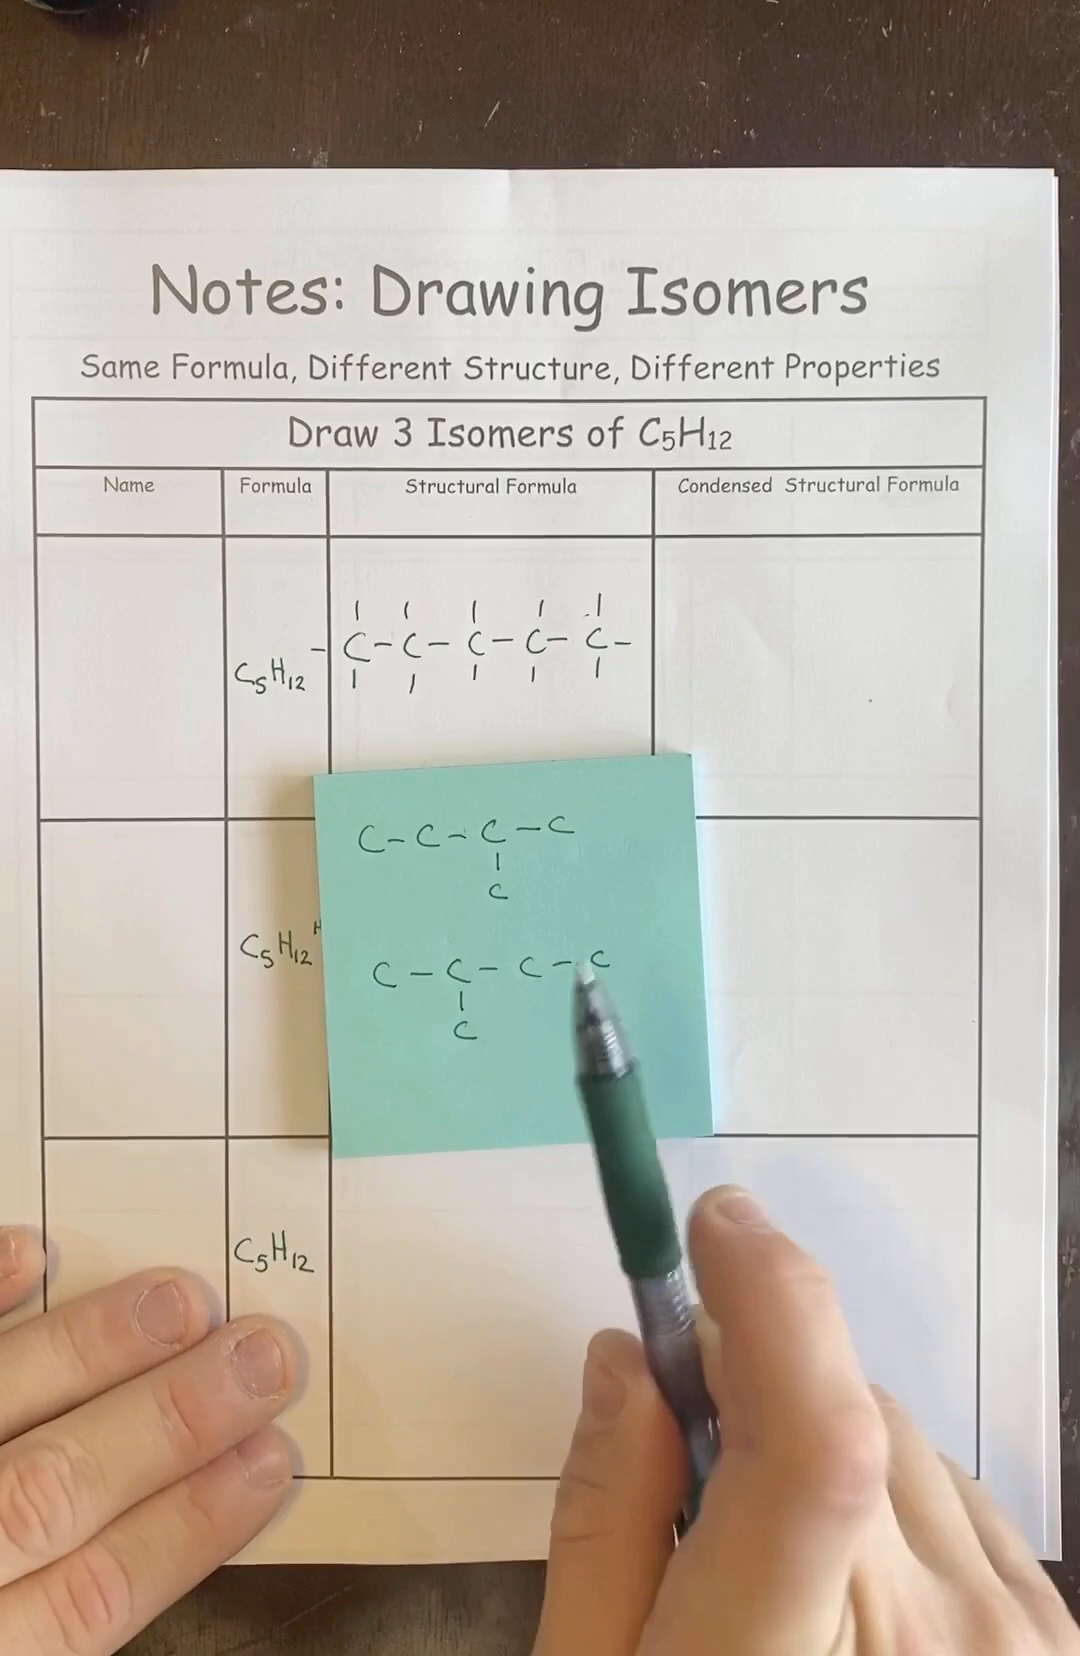 Notes: Drawing Isomers
Same Formula, Different Structure, Different Properties
Draw 3 Isomers of C₅H₁₂
Name Formula Structural Formula Condensed Structural Formula
C₅H₁₂ -C-C-C-C-C-
C-C-C-C
C
C₅H₁₂ H
C-C-C-C
C
C₅H₁₂